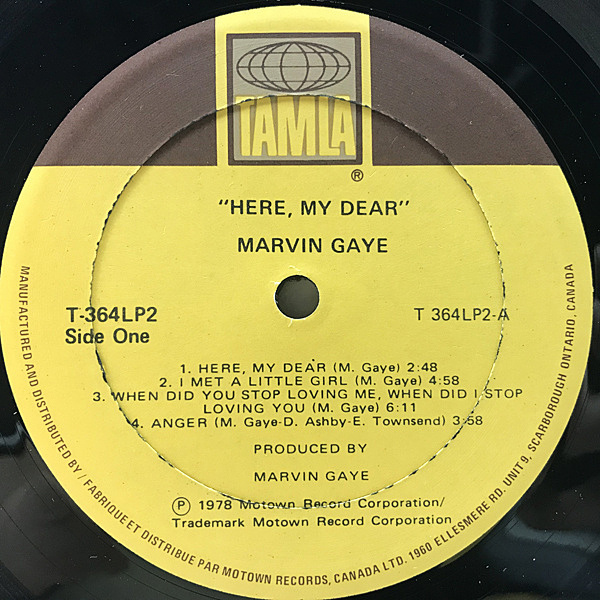 TAMLA
®
"HERE, MY DEAR"
MARVIN GAYE
T-364LP2
Side One
T 364LP2-A
1. HERE, MY DEAR (M. Gaye) 2:48
2. I MET A LITTLE GIRL (M. Gaye) 4:58
3. WHEN DID YOU STOP LOVING ME, WHEN DID I STOP
LOVING YOU (M. Gaye) 6:11
4. ANGER (M. Gaye-D. Ashby-E. Townsend) 3:58
PRODUCED BY
MARVIN GAYE
℗ 1978 Motown Record Corporation/
Trademark Motown Record Corporation
MANUFACTURED AND DISTRIBUTED BY / FABRIQUE ET DISTRIBUE PAR MOTOWN RECORDS, CANADA LTD. 1960 ELLESMERE RD. UNIT 9, SCARBOROUGH ONTARIO, CANADA